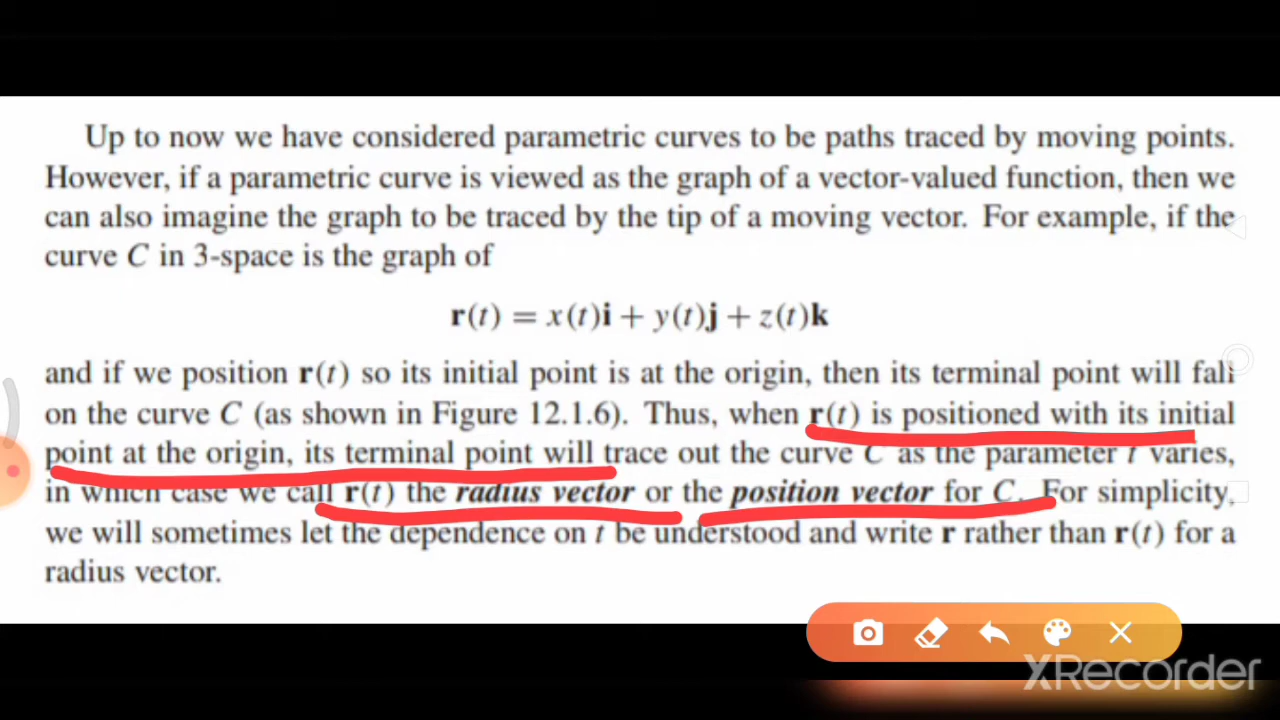 Up to now we have considered parametric curves to be paths traced by moving points.
However, if a parametric curve is viewed as the graph of a vector-valued function, then we
can also imagine the graph to be traced by the tip of a moving vector. For example, if the
curve C in 3-space is the graph of
r(t) = x(t)i + y(t)j + z(t)k
and if we position r(t) so its initial point is at the origin, then its terminal point will fall
on the curve C (as shown in Figure 12.1.6). Thus, when r(t) is positioned with its initial
point at the origin, its terminal point will trace out the curve C as the parameter t varies,
in which case we call r(t) the radius vector or the position vector for C. For simplicity,
we will sometimes let the dependence on t be understood and write r rather than r(t) for a
radius vector.
XRecorder